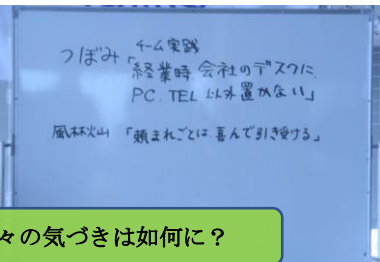 チーム実践
つぼみ「経業時 会社のデスクに
PC. TEL 以外置かない」
風林火山 「頼まれごとは 喜んで引き受ける」
々の気づきは如何に？